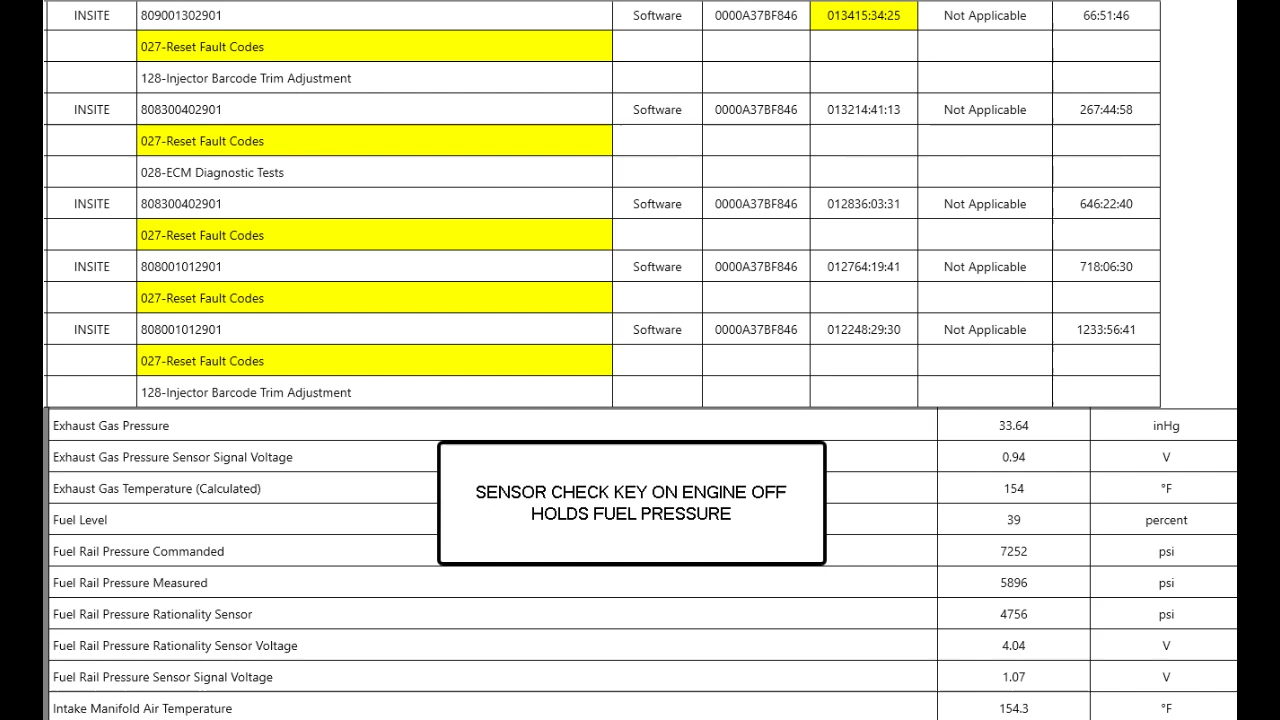 INSITE 809001302901 Software 0000A37BF846 013415:34:25 Not Applicable 66:51:46
027-Reset Fault Codes
128-Injector Barcode Trim Adjustment
INSITE 808300402901 Software 0000A37BF846 013214:41:13 Not Applicable 267:44:58
027-Reset Fault Codes
028-ECM Diagnostic Tests
INSITE 808300402901 Software 0000A37BF846 012836:03:31 Not Applicable 646:22:40
027-Reset Fault Codes
INSITE 808001012901 Software 0000A37BF846 012764:19:41 Not Applicable 718:06:30
027-Reset Fault Codes
INSITE 808001012901 Software 0000A37BF846 012248:29:30 Not Applicable 1233:56:41
027-Reset Fault Codes
128-Injector Barcode Trim Adjustment
Exhaust Gas Pressure 33.64 inHg
Exhaust Gas Pressure Sensor Signal Voltage 0.94 V
Exhaust Gas Temperature (Calculated) 154 °F
SENSOR CHECK KEY ON ENGINE OFF
HOLDS FUEL PRESSURE
Fuel Level 39 percent
Fuel Rail Pressure Commanded 7252 psi
Fuel Rail Pressure Measured 5896 psi
Fuel Rail Pressure Rationality Sensor 4756 psi
Fuel Rail Pressure Rationality Sensor Voltage 4.04 V
Fuel Rail Pressure Sensor Signal Voltage 1.07 V
Intake Manifold Air Temperature 154.3 °F